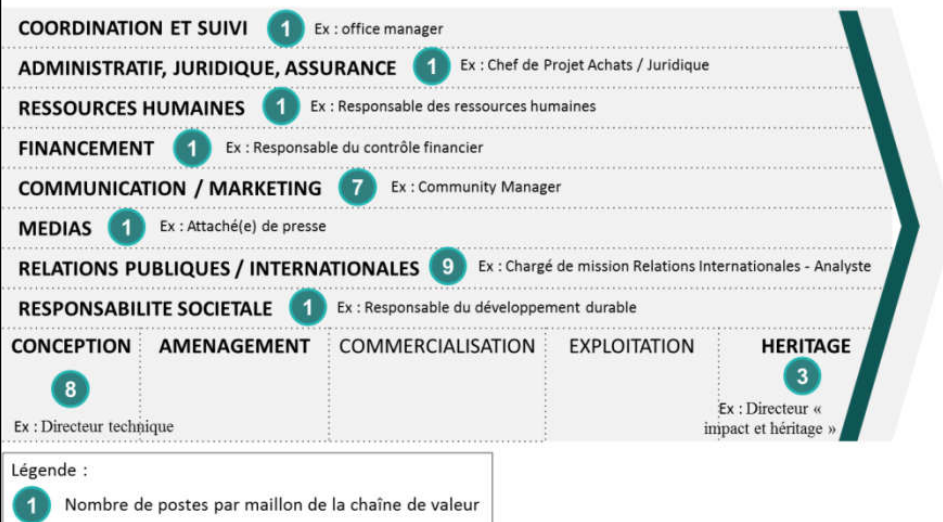 COORDINATION ET SUIVI 1 Ex : office manager
ADMINISTRATIF, JURIDIQUE, ASSURANCE 1 Ex : Chef de Projet Achats / Juridique
RESSOURCES HUMAINES 1 Ex : Responsable des ressources humaines
FINANCEMENT 1 Ex : Responsable du contrôle financier
COMMUNICATION / MARKETING 7 Ex : Community Manager
MEDIAS 1 Ex : Attaché(e) de presse
RELATIONS PUBLIQUES / INTERNATIONALES 9 Ex : Chargé de mission Relations Internationales - Analyste
RESPONSABILITE SOCIETALE 1 Ex : Responsable du développement durable
CONCEPTION AMENAGEMENT COMMERCIALISATION EXPLOITATION HERITAGE
8 3
Ex : Directeur technique
Ex : Directeur «
impact et héritage »
Légende :
1 Nombre de postes par maillon de la chaîne de valeur